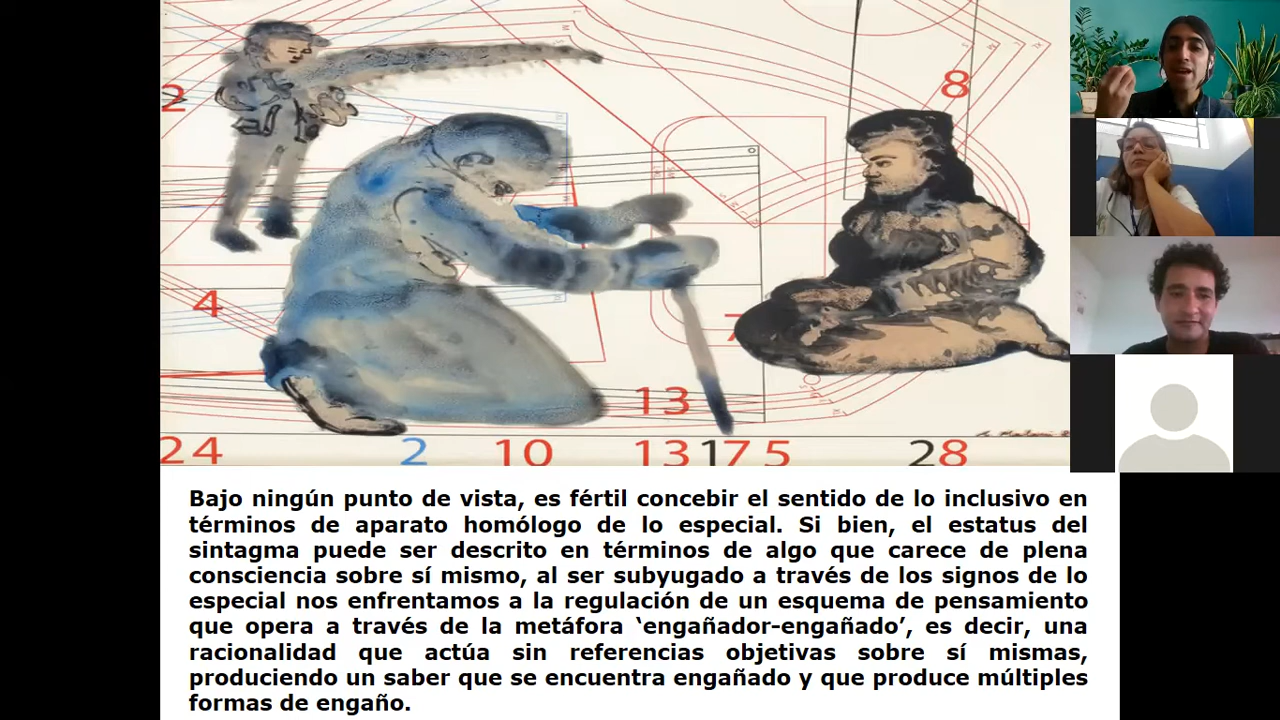 8
2
4
7
13
24 2 10 13 17 5 28
Bajo ningún punto de vista, es fértil concebir el sentido de lo inclusivo en
términos de aparato homólogo de lo especial. Si bien, el estatus del
sintagma puede ser descrito en términos de algo que carece de plena
consciencia sobre sí mismo, al ser subyugado a través de los signos de lo
especial nos enfrentamos a la regulación de un esquema de pensamiento
que opera a través de la metáfora ‘engañador-engañado’, es decir, una
racionalidad que actúa sin referencias objetivas sobre sí mismas,
produciendo un saber que se encuentra engañado y que produce múltiples
formas de engaño.